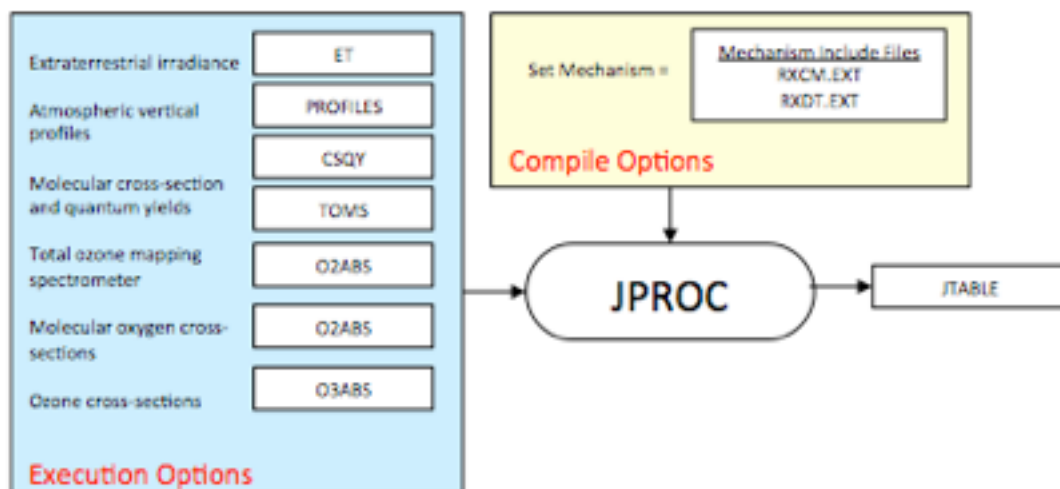 Extraterrestrial irradiance
ET
Atmospheric vertical
profiles
PROFILES
CSQY
Molecular cross-section
and quantum yields
TOMS
Total ozone mapping
spectrometer
O2ABS
Molecular oxygen cross-
sections
O2ABS
Ozone cross-sections
O3ABS
Execution Options
Set Mechanism =
Mechanism Include Files
RXCM.EXT
RXDT.EXT
Compile Options
JPROC
JTABLE